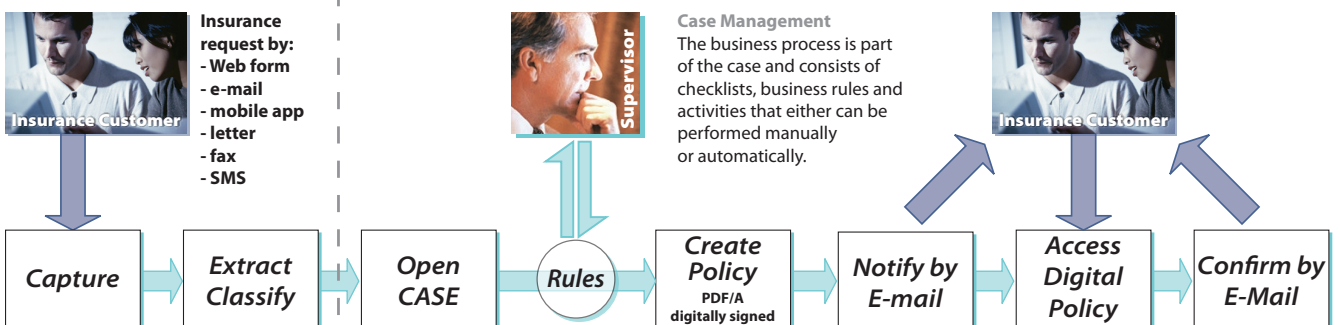 Insurance Customer
Insurance
request by:
- Web form
- e-mail
- mobile app
- letter
- fax
- SMS
Supervisor
Case Management
The business process is part
of the case and consists of
checklists, business rules and
activities that either can be
performed manually
or automatically.
Insurance Customer
Capture
Extract
Classify
Open
CASE
Rules
Create
Policy
PDF/A
digitally signed
Notify by
E-mail
Access
Digital
Policy
Confirm by
E-Mail